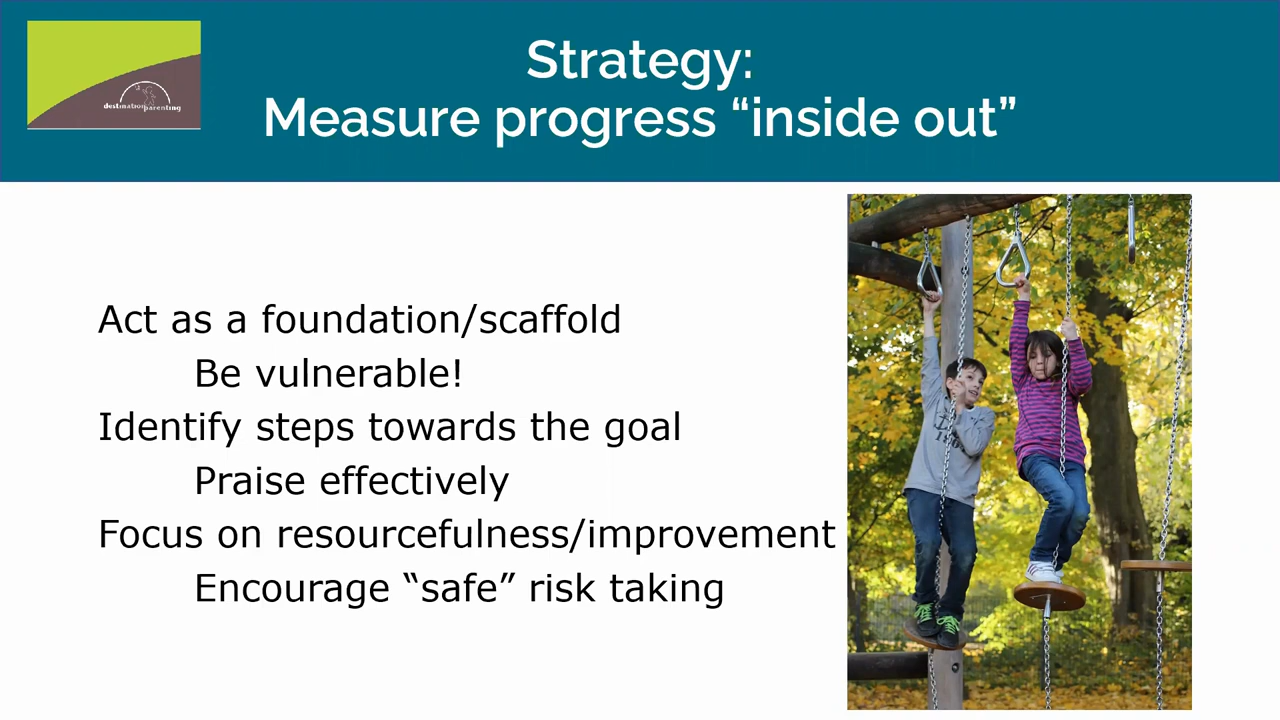 destination parenting
Strategy:
Measure progress “inside out”
Act as a foundation/scaffold
Be vulnerable!
Identify steps towards the goal
Praise effectively
Focus on resourcefulness/improvement
Encourage “safe” risk taking